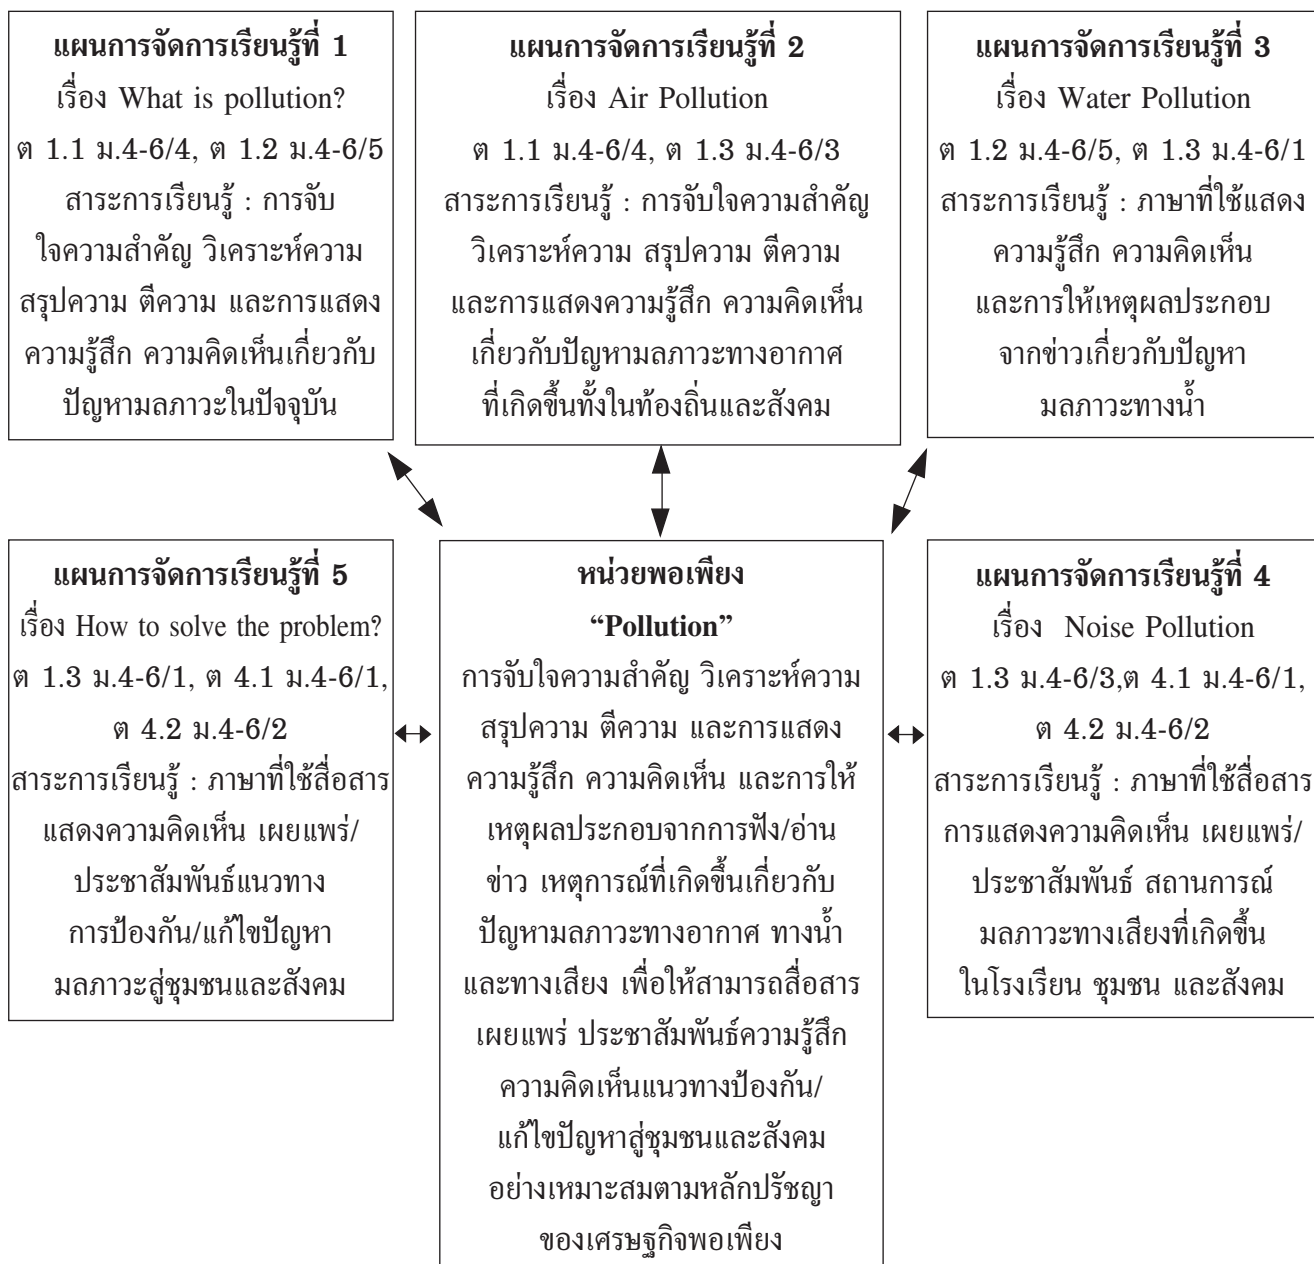 แผนการจัดการเรียนรู้ที่ 1
เรื่อง What is pollution?
ต 1.1 ม.4-6/4, ต 1.2 ม.4-6/5
สาระการเรียนรู้ : การจับ
ใจความสำคัญ วิเคราะห์ความ
สรุปความ ตีความ และการแสดง
ความรู้สึก ความคิดเห็นเกี่ยวกับ
ปัญหามลภาวะในปัจจุบัน
แผนการจัดการเรียนรู้ที่ 2
เรื่อง Air Pollution
ต 1.1 ม.4-6/4, ต 1.3 ม.4-6/3
สาระการเรียนรู้ : การจับใจความสำคัญ
วิเคราะห์ความ สรุปความ ตีความ
และการแสดงความรู้สึก ความคิดเห็น
เกี่ยวกับปัญหามลภาวะทางอากาศ
ที่เกิดขึ้นทั้งในท้องถิ่นและสังคม
แผนการจัดการเรียนรู้ที่ 3
เรื่อง Water Pollution
ต 1.2 ม.4-6/5, ต 1.3 ม.4-6/1
สาระการเรียนรู้ : ภาษาที่ใช้แสดง
ความรู้สึก ความคิดเห็น
และการให้เหตุผลประกอบ
จากข่าวเกี่ยวกับปัญหา
มลภาวะทางน้ำ
แผนการจัดการเรียนรู้ที่ 5
เรื่อง How to solve the problem?
ต 1.3 ม.4-6/1, ต 4.1 ม.4-6/1,
ต 4.2 ม.4-6/2
สาระการเรียนรู้ : ภาษาที่ใช้สื่อสาร
แสดงความคิดเห็น เผยแพร่/
ประชาสัมพันธ์แนวทาง
การป้องกัน/แก้ไขปัญหา
มลภาวะสู่ชุมชนและสังคม
หน่วยพอเพียง
“Pollution”
การจับใจความสำคัญ วิเคราะห์ความ
สรุปความ ตีความ และการแสดง
ความรู้สึก ความคิดเห็น และการให้
เหตุผลประกอบจากการฟัง/อ่าน
ข่าว เหตุการณ์ที่เกิดขึ้นเกี่ยวกับ
ปัญหามลภาวะทางอากาศ ทางน้ำ
และทางเสียง เพื่อให้สามารถสื่อสาร
เผยแพร่ ประชาสัมพันธ์ความรู้สึก
ความคิดเห็นแนวทางป้องกัน/
แก้ไขปัญหาสู่ชุมชนและสังคม
อย่างเหมาะสมตามหลักปรัชญา
ของเศรษฐกิจพอเพียง
แผนการจัดการเรียนรู้ที่ 4
เรื่อง Noise Pollution
ต 1.3 ม.4-6/3,ต 4.1 ม.4-6/1,
ต 4.2 ม.4-6/2
สาระการเรียนรู้ : ภาษาที่ใช้สื่อสาร
การแสดงความคิดเห็น เผยแพร่/
ประชาสัมพันธ์ สถานการณ์
มลภาวะทางเสียงที่เกิดขึ้น
ในโรงเรียน ชุมชน และสังคม